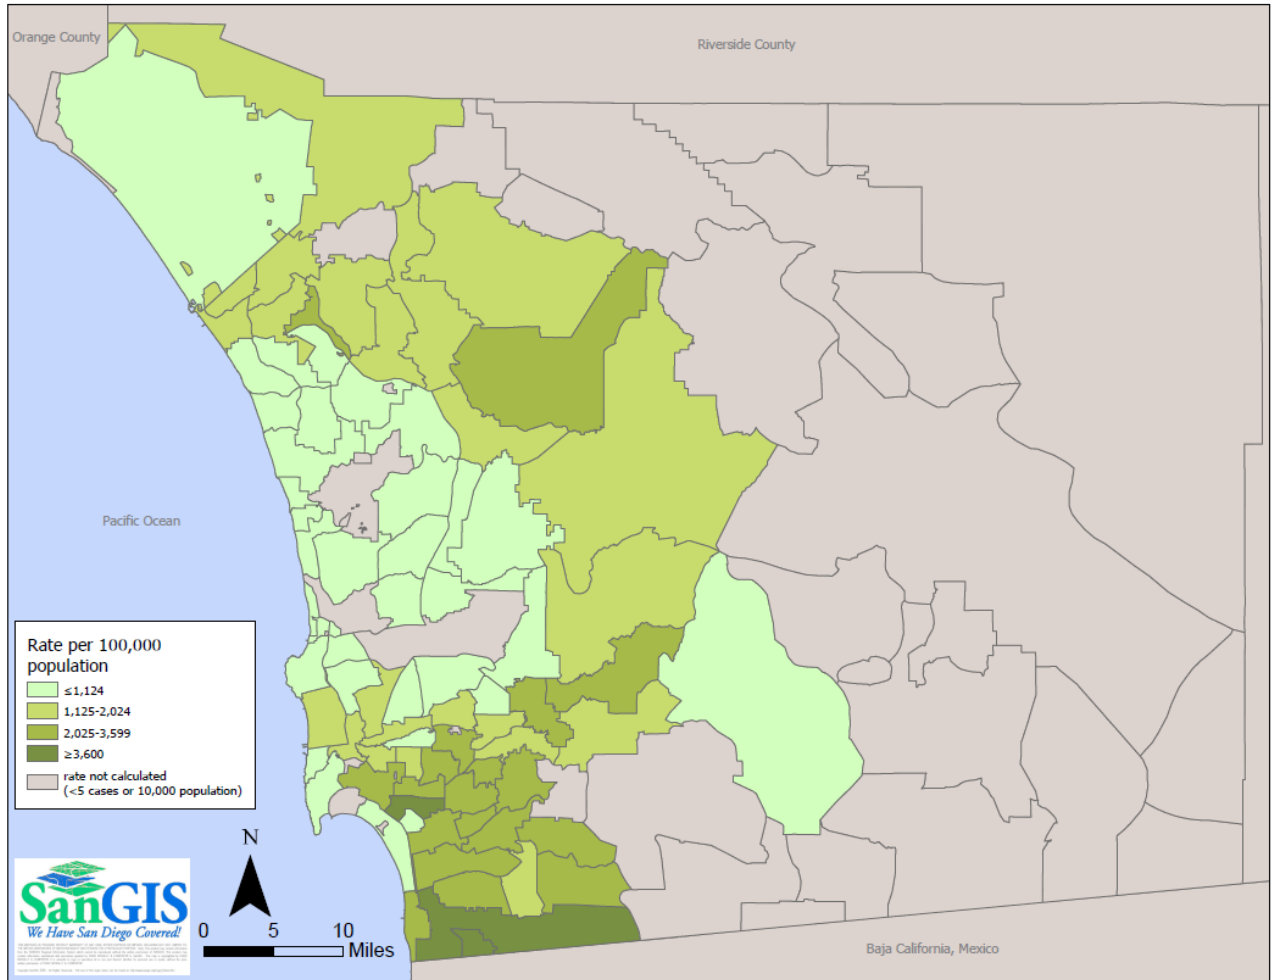 Orange County
Riverside County
Pacific Ocean
Rate per 100,000
population
≤1,124
1,125-2,024
2,025-3,599
≥3,600
rate not calculated
(<5 cases or 10,000 population)
N
SanGIS
We Have San Diego Covered!
0 5 10
Miles
Baja California, Mexico